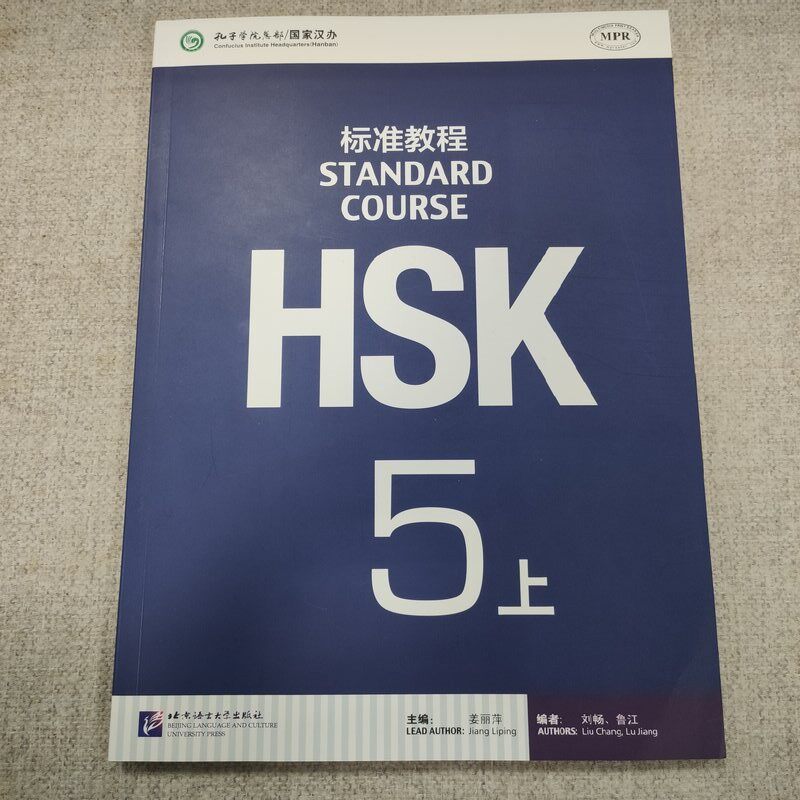 孔子学院总部/国家汉办
Confucius Institute Headquarters(Hanban)
MPR
标准教程
STANDARD
COURSE
HSK
5上
北京语言大学出版社
BEIJING LANGUAGE AND CULTURE
UNIVERSITY PRESS
主编: 姜丽萍
LEAD AUTHOR: Jiang Liping
编者: 刘畅、鲁江
AUTHORS: Liu Chang, Lu Jiang